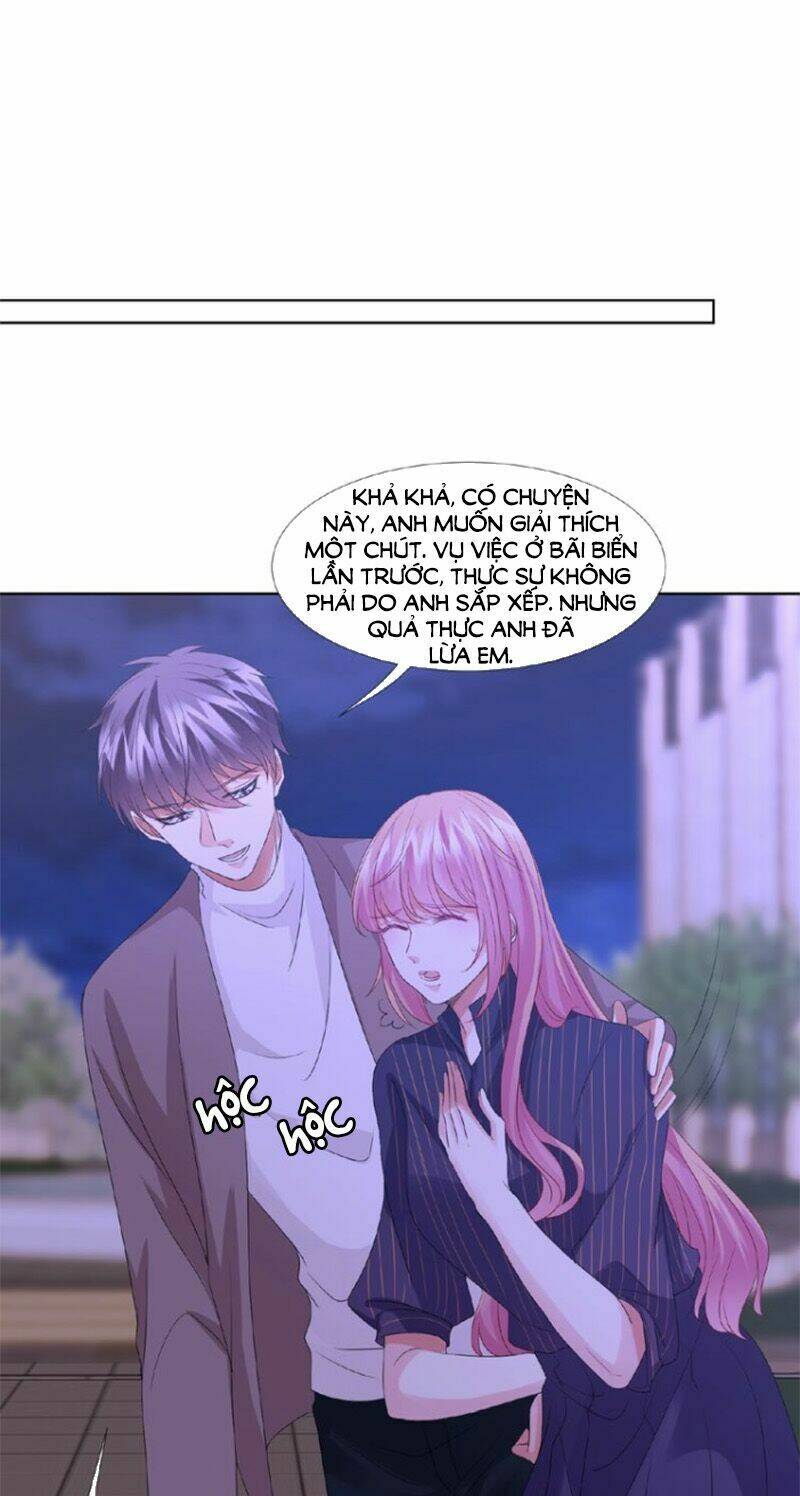 KHẢ KHẢ, CÓ CHUYỆN
NÀY, ANH MUỐN GIẢI THÍCH
MỘT CHÚT. VỤ VIỆC Ở BÃI BIỂN
LẦN TRƯỚC, THỰC SỰ KHÔNG
PHẢI DO ANH SẮP XẾP. NHƯNG
QUẢ THỰC ANH ĐÃ
LỪA EM.
HỘC
HỘC